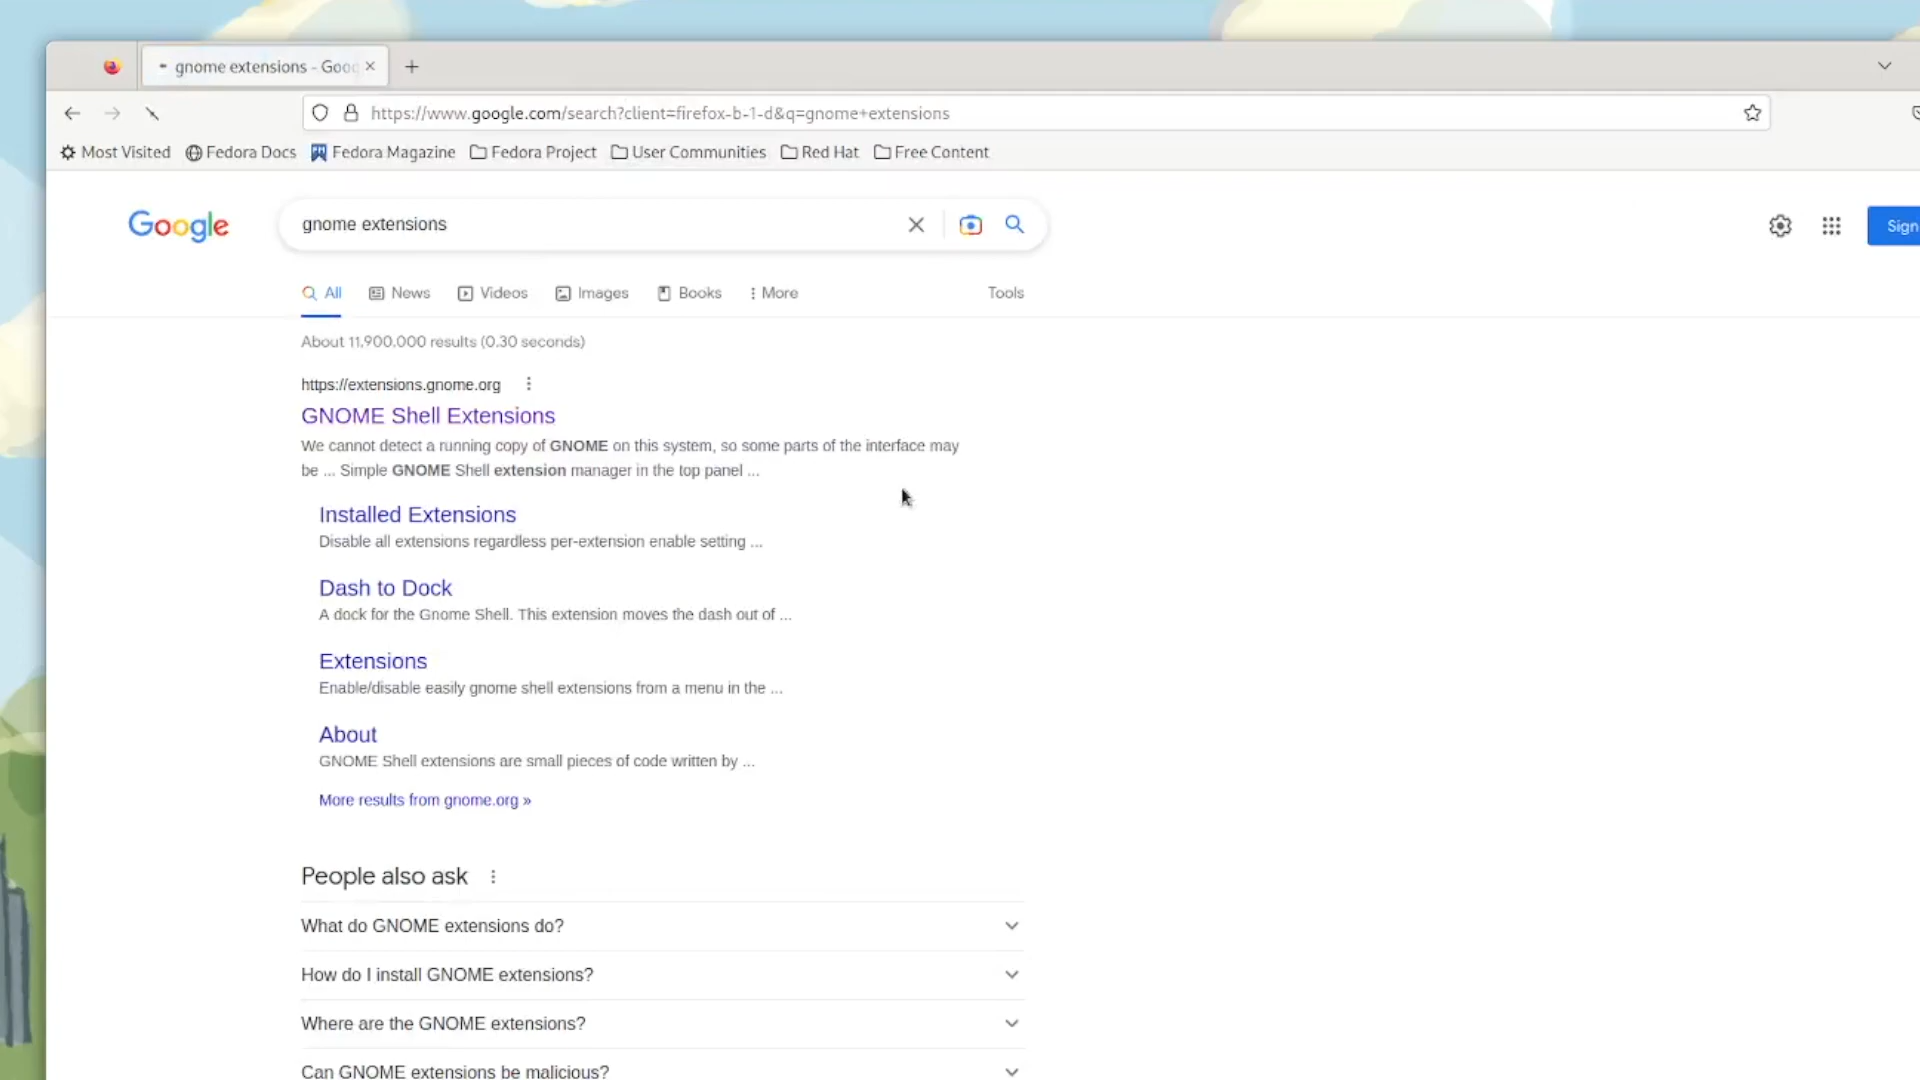 gnome extensions - Goo
https://www.google.com/search?client=firefox-b-1-d&q=gnome+extensions
Most Visited Fedora Docs Fedora Magazine Fedora Project User Communities Red Hat Free Content
Google gnome extensions Sign
All News Videos Images Books More Tools
About 11.900.000 results (0.30 seconds)
https://extensions.gnome.org
GNOME Shell Extensions
We cannot detect a running copy of GNOME on this system, so some parts of the interface may
be ... Simple GNOME Shell extension manager in the top panel ...
Installed Extensions
Disable all extensions regardless per-extension enable setting ...
Dash to Dock
A dock for the Gnome Shell. This extension moves the dash out of ...
Extensions
Enable/disable easily gnome shell extensions from a menu in the ...
About
GNOME Shell extensions are small pieces of code written by ...
More results from gnome.org »
People also ask
What do GNOME extensions do?
How do I install GNOME extensions?
Where are the GNOME extensions?
Can GNOME extensions be malicious?